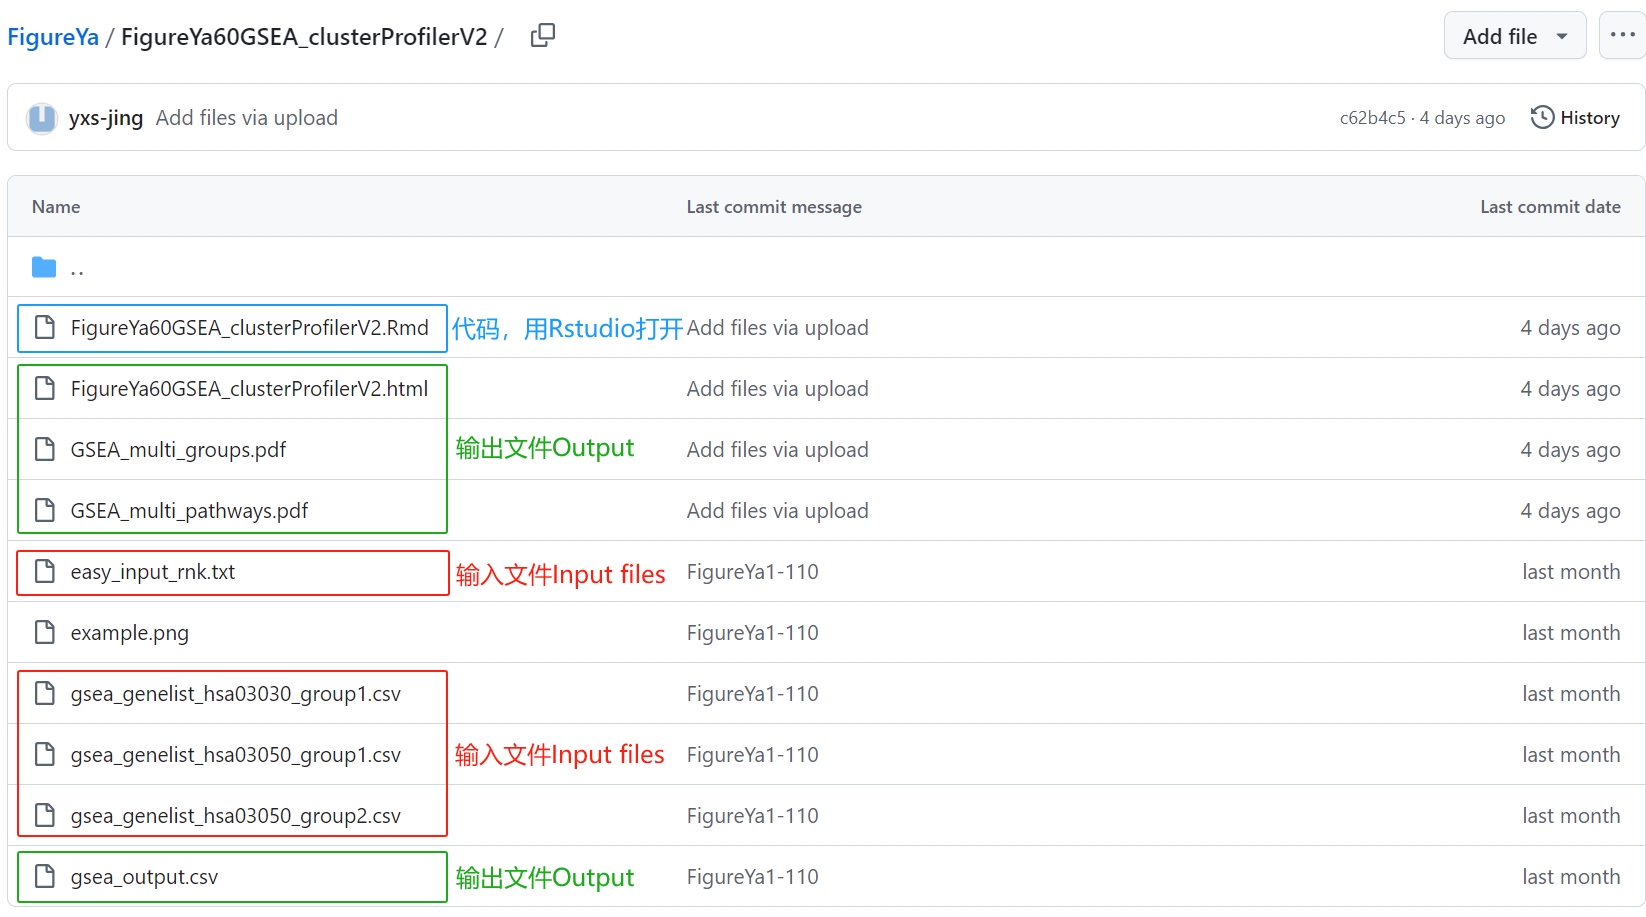 FigureYa / FigureYa60GSEA_clusterProfilerV2 /
Add file
yxs-jing Add files via upload c62b4c5 · 4 days ago History
Name Last commit message Last commit date
..
FigureYa60GSEA_clusterProfilerV2.Rmd 代码，用Rstudio打开 Add files via upload 4 days ago
FigureYa60GSEA_clusterProfilerV2.html Add files via upload 4 days ago
GSEA_multi_groups.pdf 输出文件Output Add files via upload 4 days ago
GSEA_multi_pathways.pdf Add files via upload 4 days ago
easy_input_rnk.txt 输入文件Input files FigureYa1-110 last month
example.png FigureYa1-110 last month
gsea_genelist_hsa03030_group1.csv FigureYa1-110 last month
gsea_genelist_hsa03050_group1.csv 输入文件Input files FigureYa1-110 last month
gsea_genelist_hsa03050_group2.csv FigureYa1-110 last month
gsea_output.csv 输出文件Output FigureYa1-110 last month